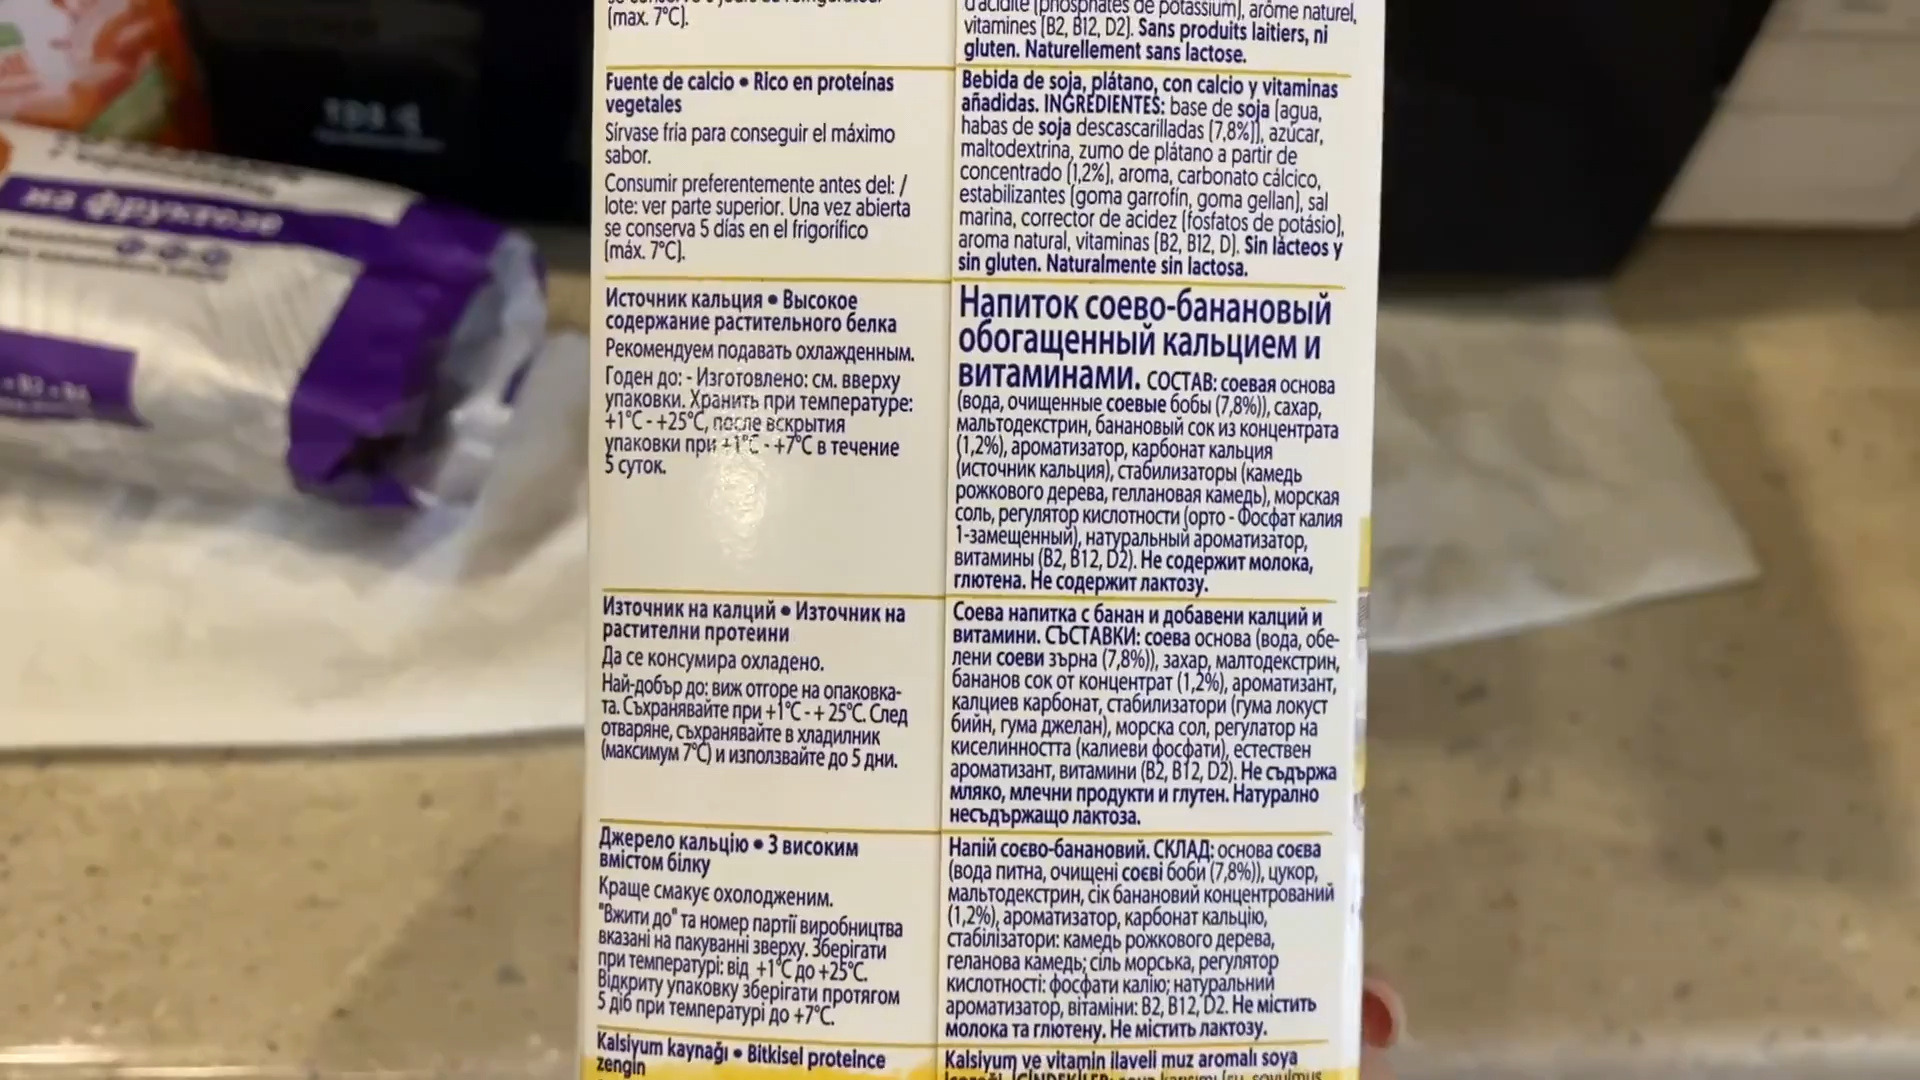 (max. 7°C).
d'acidité (phosphates de potassium), arôme naturel,
vitamines (B2, B12, D2). Sans produits laitiers, ni
gluten. Naturellement sans lactose.
Fuente de calcio • Rico en proteínas
vegetales
Sírvase fría para conseguir el máximo
sabor.
Consumir preferentemente antes del: /
lote: ver parte superior. Una vez abierta
se conserva 5 días en el frigorífico
(máx. 7°C).
Bebida de soja, plátano, con calcio y vitaminas
añadidas. INGREDIENTES: base de soja (agua,
habas de soja descascarilladas (7,8%)), azúcar,
maltodextrina, zumo de plátano a partir de
concentrado (1,2%), aroma, carbonato cálcico,
estabilizantes (goma garrofín, goma gellan), sal
marina, corrector de acidez (fosfatos de potásio),
aroma natural, vitaminas (B2, B12, D). Sin lácteos y
sin gluten. Naturalmente sin lactosa.
Источник кальция • Высокое
содержание растительного белка
Рекомендуем подавать охлажденным.
Годен до: - Изготовлено: см. вверху
упаковки. Хранить при температуре:
+1°C - +25°C, после вскрытия
упаковки при +1°C - +7°C в течение
5 суток.
Напиток соево-банановый
обогащенный кальцием и
витаминами. СОСТАВ: соевая основа
(вода, очищенные соевые бобы (7,8%)), сахар,
мальтодекстрин, банановый сок из концентрата
(1,2%), ароматизатор, карбонат кальция
(источник кальция), стабилизаторы (камедь
рожкового дерева, геллановая камедь), морская
соль, регулятор кислотности (орто - Фосфат калия
1-замещенный), натуральный ароматизатор,
витамины (B2, B12, D2). Не содержит молока,
глютена. Не содержит лактозу.
Източник на калций • Източник на
растителни протеини
Да се консумира охладено.
Най-добър до: виж отгоре на опаковка-
та. Съхранявайте при +1°C - + 25°C. След
отваряне, съхранявайте в хладилник
(максимум 7°C) и използвайте до 5 дни.
Соева напитка с банан и добавени калций и
витамини. СЪСТАВКИ: соева основа (вода, обе-
лени соеви зърна (7,8%)), захар, малтодекстрин,
бананов сок от концентрат (1,2%), ароматизант,
калциев карбонат, стабилизатори (гума локуст
бийн, гума джелан), морска сол, регулатор на
киселинността (калиеви фосфати), естествен
ароматизант, витамини (B2, B12, D2). Не съдържа
мляко, млечни продукти и глутен. Натурално
несъдържащо лактоза.
Джерело кальцію • З високим
вмістом білку
Краще смакує охолодженим.
"Вжити до" та номер партії виробництва
вказані на пакуванні зверху. Зберігати
при температурі: від +1°C до +25°C.
Відкриту упаковку зберігати протягом
5 діб при температурі до +7°C.
Напій соєво-банановий. СКЛАД: основа соєва
(вода питна, очищені соєві боби (7,8%)), цукор,
мальтодекстрин, сік банановий концентрований
(1,2%), ароматизатор, карбонат кальцію,
стабілізатори: камедь рожкового дерева,
геланова камедь; сіль морська, регулятор
кислотності: фосфати калію; натуральний
ароматизатор, вітаміни: B2, B12, D2. Не містить
молока та глютену. Не містить лактозу.
Kalsiyum kaynağı • Bitkisel proteince
zengin
Kalsiyum ve vitamin ilaveli muz aromalı soya
на фруктозе